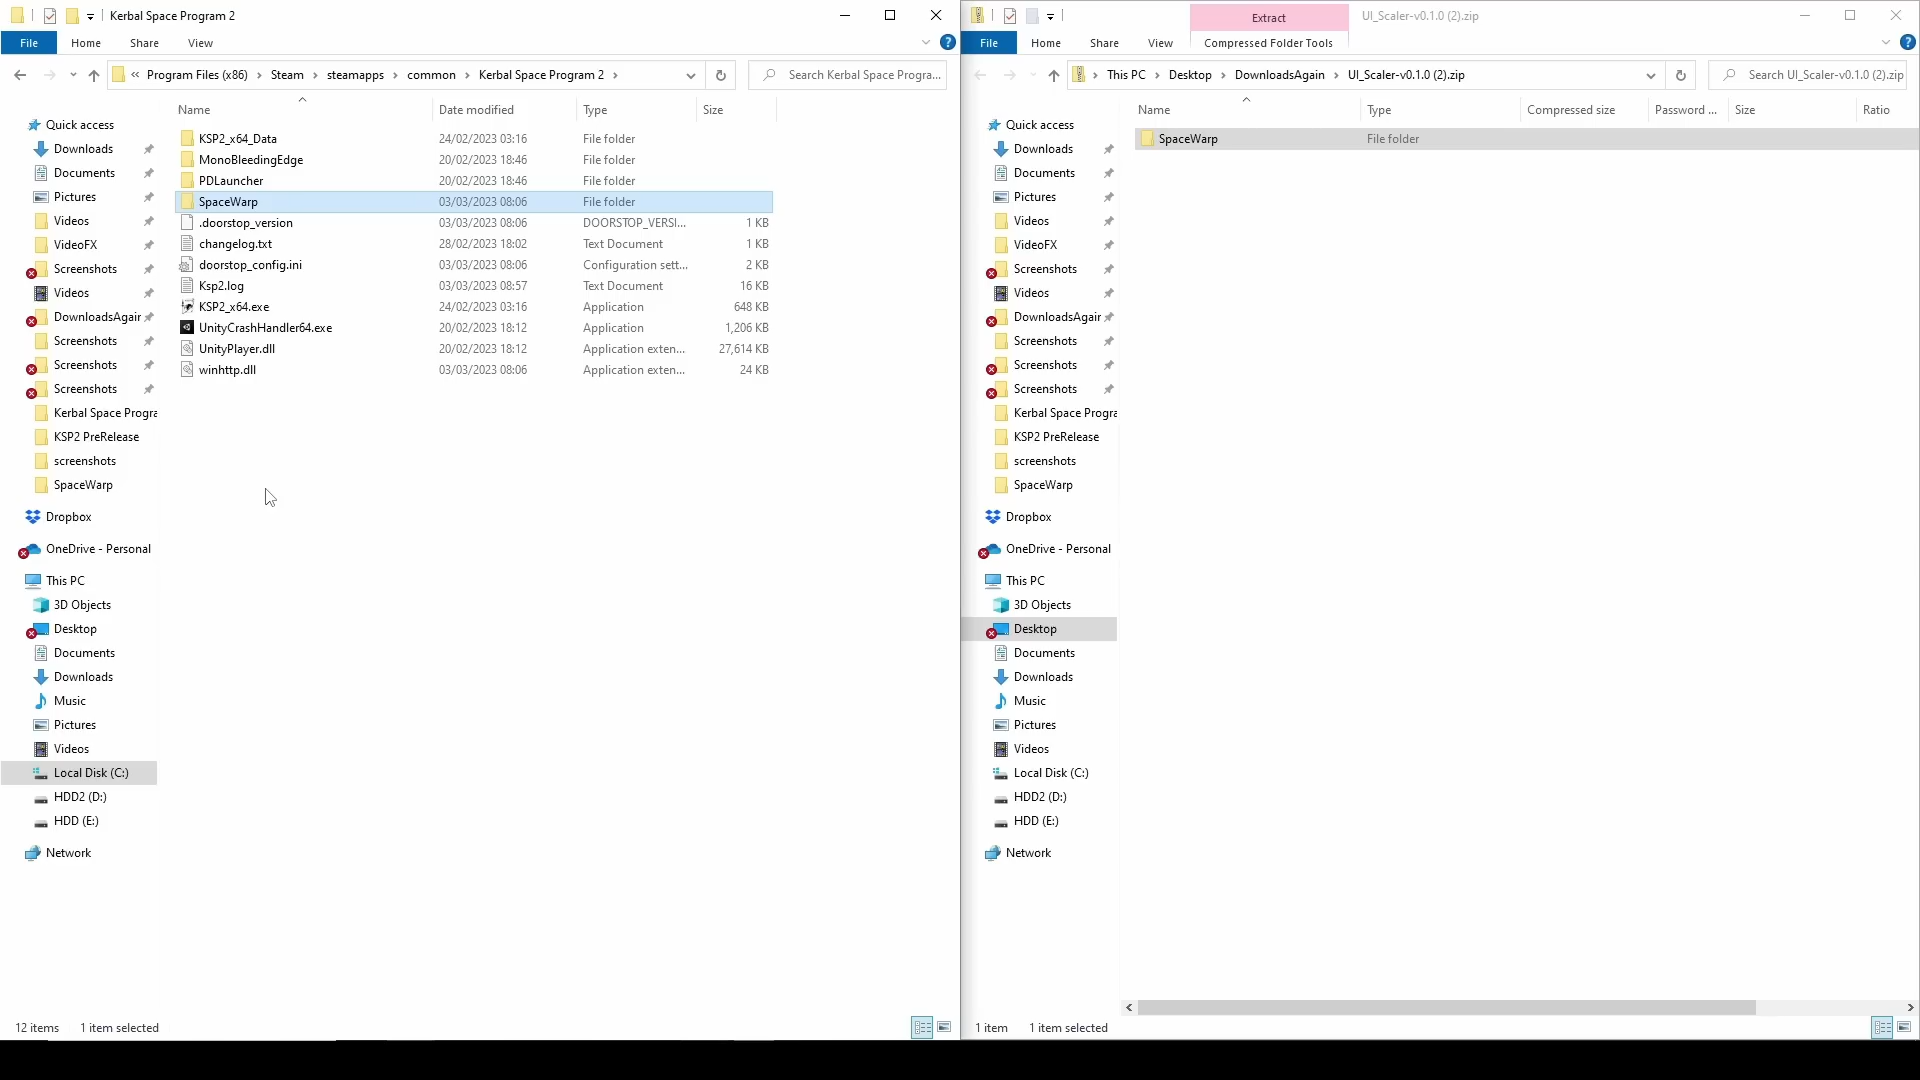 Kerbal Space Program 2
File Home Share View
« Program Files (x86) › Steam › steamapps › common › Kerbal Space Program 2 ›
Search Kerbal Space Progra...
Name Date modified Type Size
Quick access
Downloads
Documents
Pictures
Videos
VideoFX
Screenshots
Videos
DownloadsAgain
Screenshots
Screenshots
Screenshots
Kerbal Space Progra
KSP2 PreRelease
screenshots
SpaceWarp
Dropbox
OneDrive - Personal
This PC
3D Objects
Desktop
Documents
Downloads
Music
Pictures
Videos
Local Disk (C:)
HDD2 (D:)
HDD (E:)
Network
KSP2_x64_Data 24/02/2023 03:16 File folder
MonoBleedingEdge 20/02/2023 18:46 File folder
PDLauncher 20/02/2023 18:46 File folder
SpaceWarp 03/03/2023 08:06 File folder
.doorstop_version 03/03/2023 08:06 DOORSTOP_VERSI... 1 KB
changelog.txt 28/02/2023 18:02 Text Document 1 KB
doorstop_config.ini 03/03/2023 08:06 Configuration sett... 2 KB
Ksp2.log 03/03/2023 08:57 Text Document 16 KB
KSP2_x64.exe 24/02/2023 03:16 Application 648 KB
UnityCrashHandler64.exe 20/02/2023 18:12 Application 1,206 KB
UnityPlayer.dll 20/02/2023 18:12 Application exten... 27,614 KB
winhttp.dll 03/03/2023 08:06 Application exten... 24 KB
12 items 1 item selected
Extract UI_Scaler-v0.1.0 (2).zip
File Home Share View Compressed Folder Tools
› This PC › Desktop › DownloadsAgain › UI_Scaler-v0.1.0 (2).zip
Search UI_Scaler-v0.1.0 (2).zip
Name Type Compressed size Password ... Size Ratio
Quick access
Downloads
Documents
Pictures
Videos
VideoFX
Screenshots
Videos
DownloadsAgain
Screenshots
Screenshots
Screenshots
Kerbal Space Progra
KSP2 PreRelease
screenshots
SpaceWarp
Dropbox
OneDrive - Personal
This PC
3D Objects
Desktop
Documents
Downloads
Music
Pictures
Videos
Local Disk (C:)
HDD2 (D:)
HDD (E:)
Network
SpaceWarp File folder
1 item 1 item selected